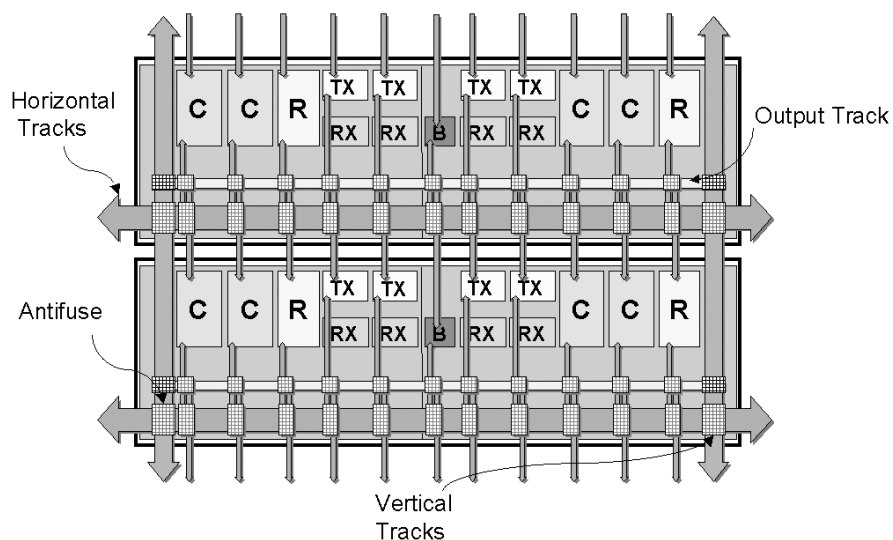 TX TX TX TX
C C R C C R
Horizontal
Tracks
Output Track
RX RX B RX RX
TX TX TX TX
C C R C C R
Antifuse
RX RX B RX RX
Vertical
Tracks